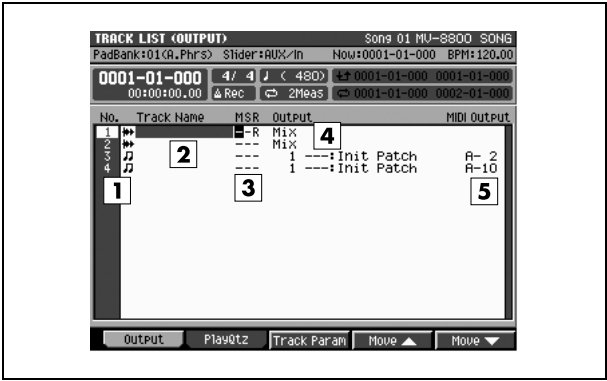 TRACK LIST (OUTPUT) Song 01 MV-8800 SONG
PadBank:01(A.Phrs) Slider:AUX/In Now:0001-01-000 BPM:120.00
0001-01-000 4/ 4 ♩ ( 480) 0001-01-000 0001-01-000
00:00:00.00 Rec 2Meas 0001-01-000 0002-01-000
No. Track Name MSR Output MIDI Output
1 --R Mix 4
2 2 --- Mix
3 --- 1 ---:Init Patch A- 2
4 --- 1 ---:Init Patch A-10
1 3 5
Output PlayQtz Track Param Move ▲ Move ▼